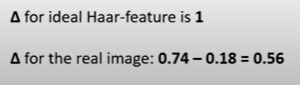 Δ for ideal Haar-feature is 1
Δ for the real image: 0.74 – 0.18 = 0.56